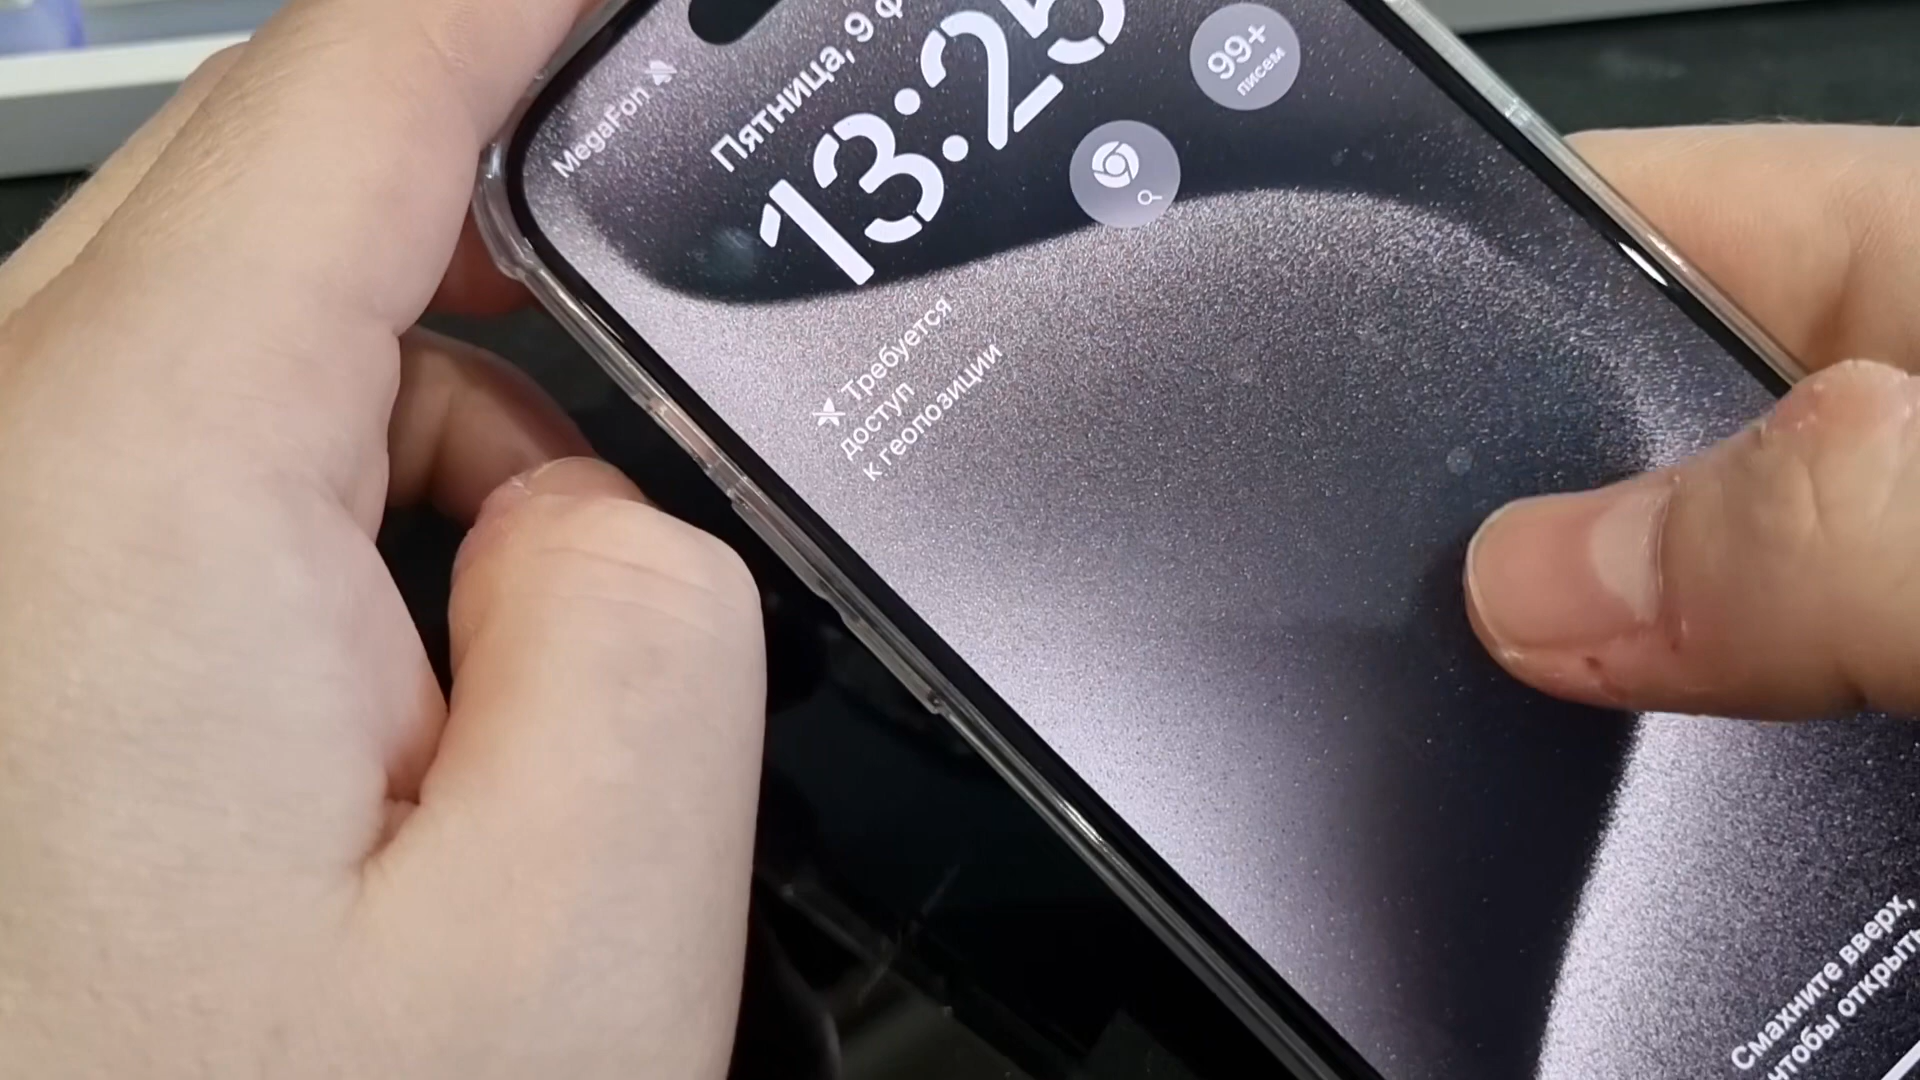 MegaFon
Пятница, 9 ф
13:25
99+
писем
Требуется
доступ
к геопозиции
Смахните вверх,
чтобы открыть